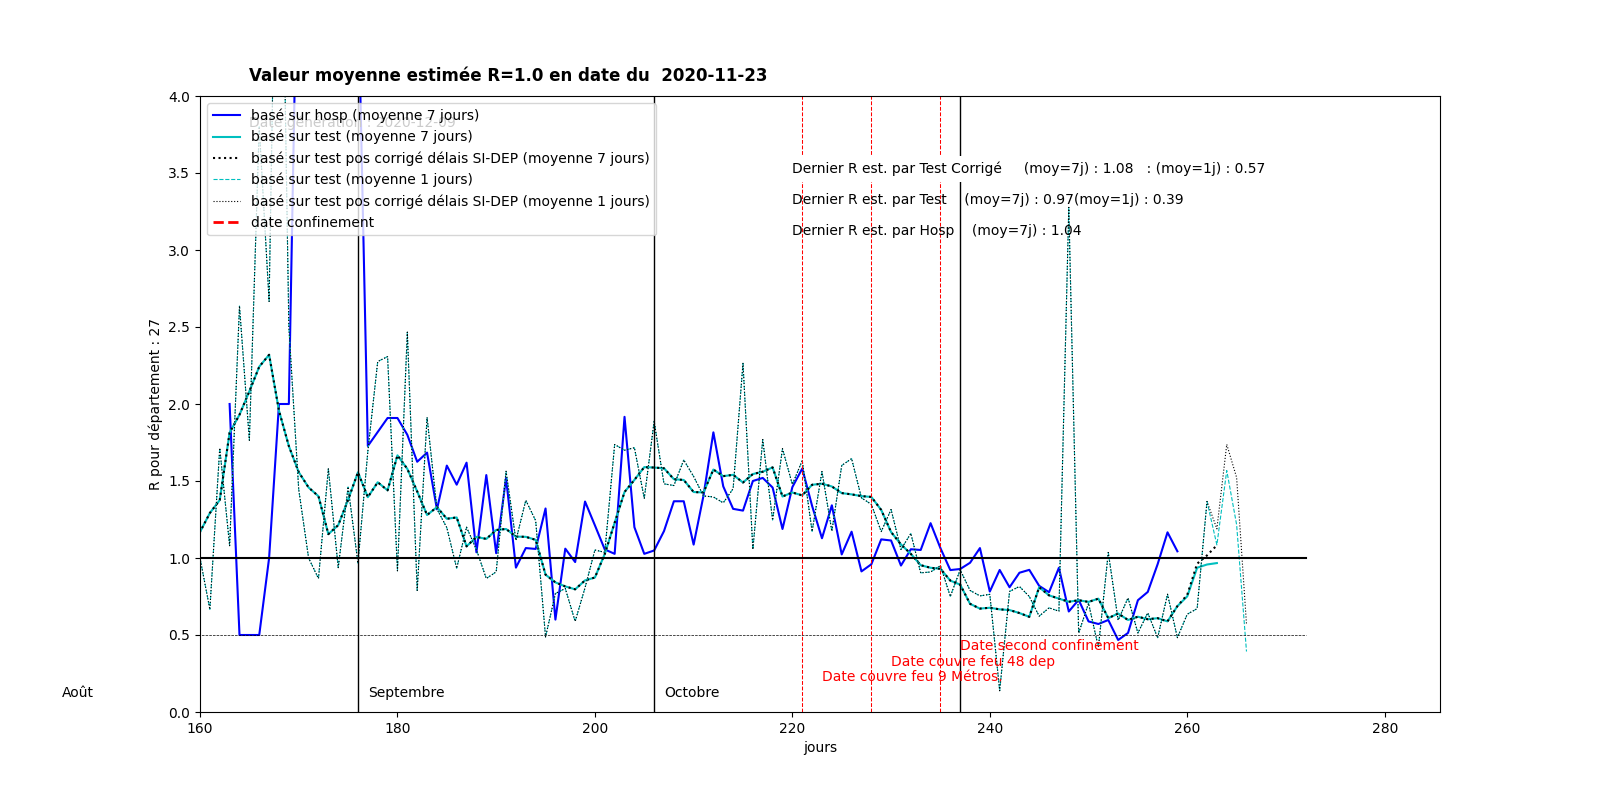 Valeur moyenne estimée R=1.0 en date du  2020-11-23
4.0
3.5
3.0
2.5
2.0
1.5
1.0
0.5
0.0
R pour département : 27
basé sur hosp (moyenne 7 jours)
Date génération : 2020-12-09
basé sur test (moyenne 7 jours)
basé sur test pos corrigé délais SI-DEP (moyenne 7 jours)
basé sur test (moyenne 1 jours)
basé sur test pos corrigé délais SI-DEP (moyenne 1 jours)
date confinement
Dernier R est. par Test Corrigé     (moy=7j) : 1.08   : (moy=1j) : 0.57
Dernier R est. par Test    (moy=7j) : 0.97(moy=1j) : 0.39
Dernier R est. par Hosp    (moy=7j) : 1.04
Date second confinement
Date couvre feu 48 dep
Date couvre feu 9 Métros
Août
Septembre
Octobre
160
180
200
220
240
260
280
jours